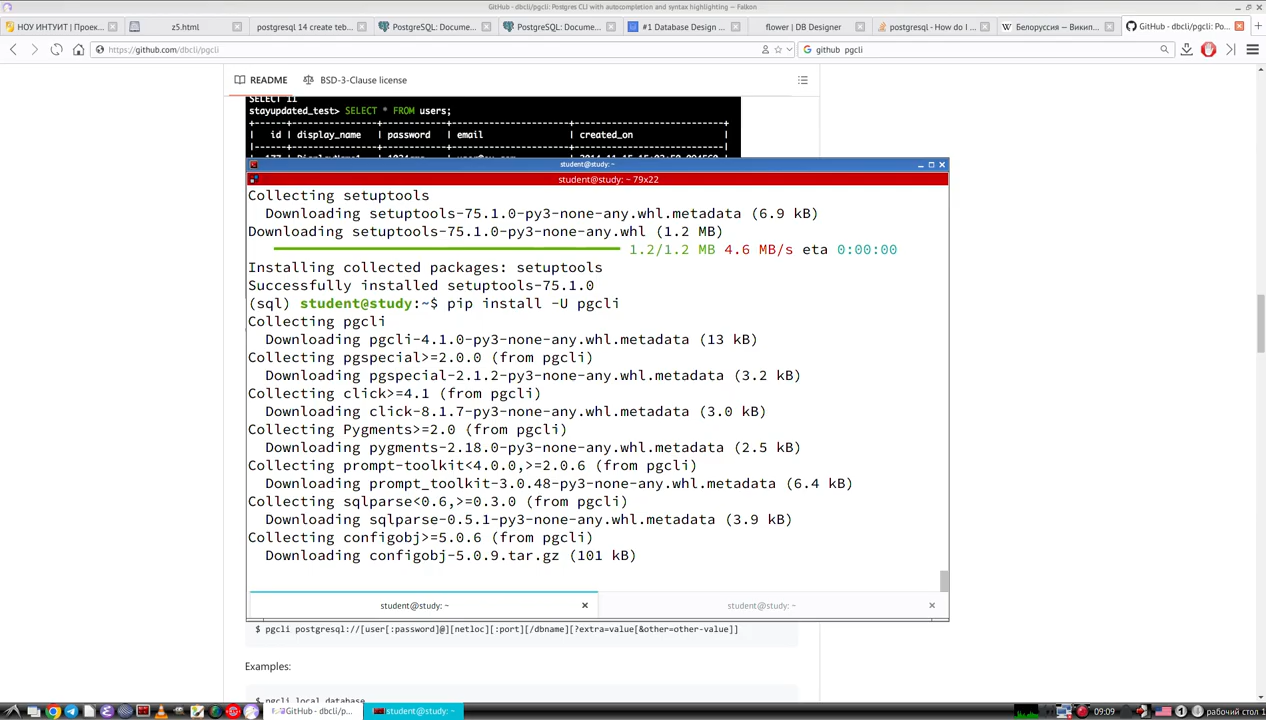 GitHub - dbcli/pgcli: Postgres CLI with autocompletion and syntax highlighting — Falkon
НОУ ИНТУИТ | Проек...
z5.html
postgresql 14 create teb...
PostgreSQL: Docume...
PostgreSQL: Docume...
#1 Database Design ...
flower | DB Designer
postgresql - How do I ...
Белоруссия — Викип...
GitHub - dbcli/pgcli: Po...
https://github.com/dbcli/pgcli
github pgcli
README
BSD-3-Clause license
SELECT 11
stayupdated_test> SELECT * FROM users;
| id | display_name | password | email | created_on |
student@study: ~
student@study: ~ 79x22
Collecting setuptools
Downloading setuptools-75.1.0-py3-none-any.whl.metadata (6.9 kB)
Downloading setuptools-75.1.0-py3-none-any.whl (1.2 MB)
1.2/1.2 MB 4.6 MB/s eta 0:00:00
Installing collected packages: setuptools
Successfully installed setuptools-75.1.0
(sql) student@study:~$ pip install -U pgcli
Collecting pgcli
Downloading pgcli-4.1.0-py3-none-any.whl.metadata (13 kB)
Collecting pgspecial>=2.0.0 (from pgcli)
Downloading pgspecial-2.1.2-py3-none-any.whl.metadata (3.2 kB)
Collecting click>=4.1 (from pgcli)
Downloading click-8.1.7-py3-none-any.whl.metadata (3.0 kB)
Collecting Pygments>=2.0 (from pgcli)
Downloading pygments-2.18.0-py3-none-any.whl.metadata (2.5 kB)
Collecting prompt-toolkit<4.0.0,>=2.0.6 (from pgcli)
Downloading prompt_toolkit-3.0.48-py3-none-any.whl.metadata (6.4 kB)
Collecting sqlparse<0.6,>=0.3.0 (from pgcli)
Downloading sqlparse-0.5.1-py3-none-any.whl.metadata (3.9 kB)
Collecting configobj>=5.0.6 (from pgcli)
Downloading configobj-5.0.9.tar.gz (101 kB)
student@study: ~
student@study: ~
$ pgcli postgresql://[user[:password]@][netloc][:port][/dbname][?extra=value[&other=other-value]]
Examples:
$ pgcli local_database
GitHub - dbcli/p...
student@study: ~
09:09
рабочий стол 1